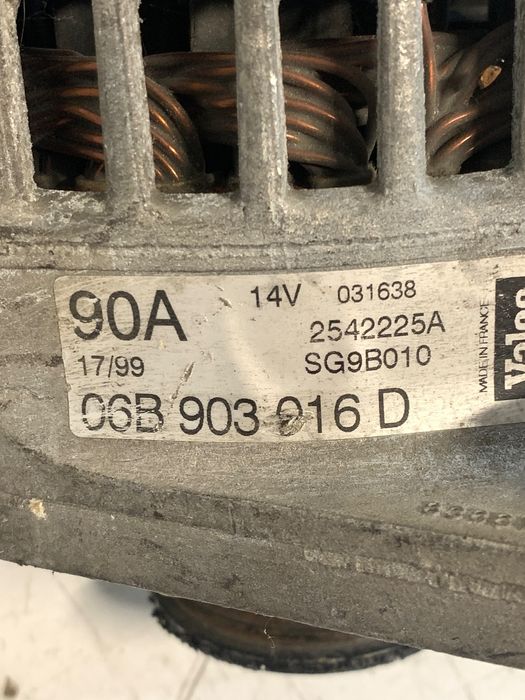 90A 14V 031638
2542225A
17/99 SG9B010
06B 903 016 D
MADE IN FRANCE
Valeo